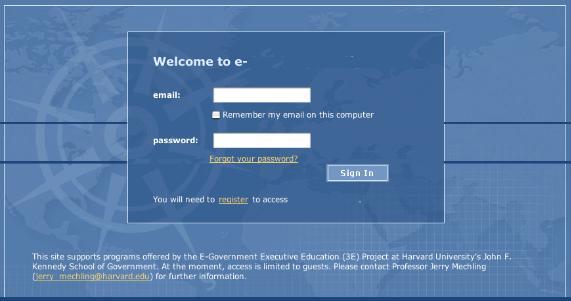 Welcome to e-
email:
Remember my email on this computer
password:
Forgot your password?
Sign In
You will need to register to access
This site supports programs offered by the E-Government Executive Education (3E) Project at Harvard University's John F.
Kennedy School of Government. At the moment, access is limited to guests. Please contact Professor Jerry Mechling
(jerry_mechling@harvard.edu) for further information.